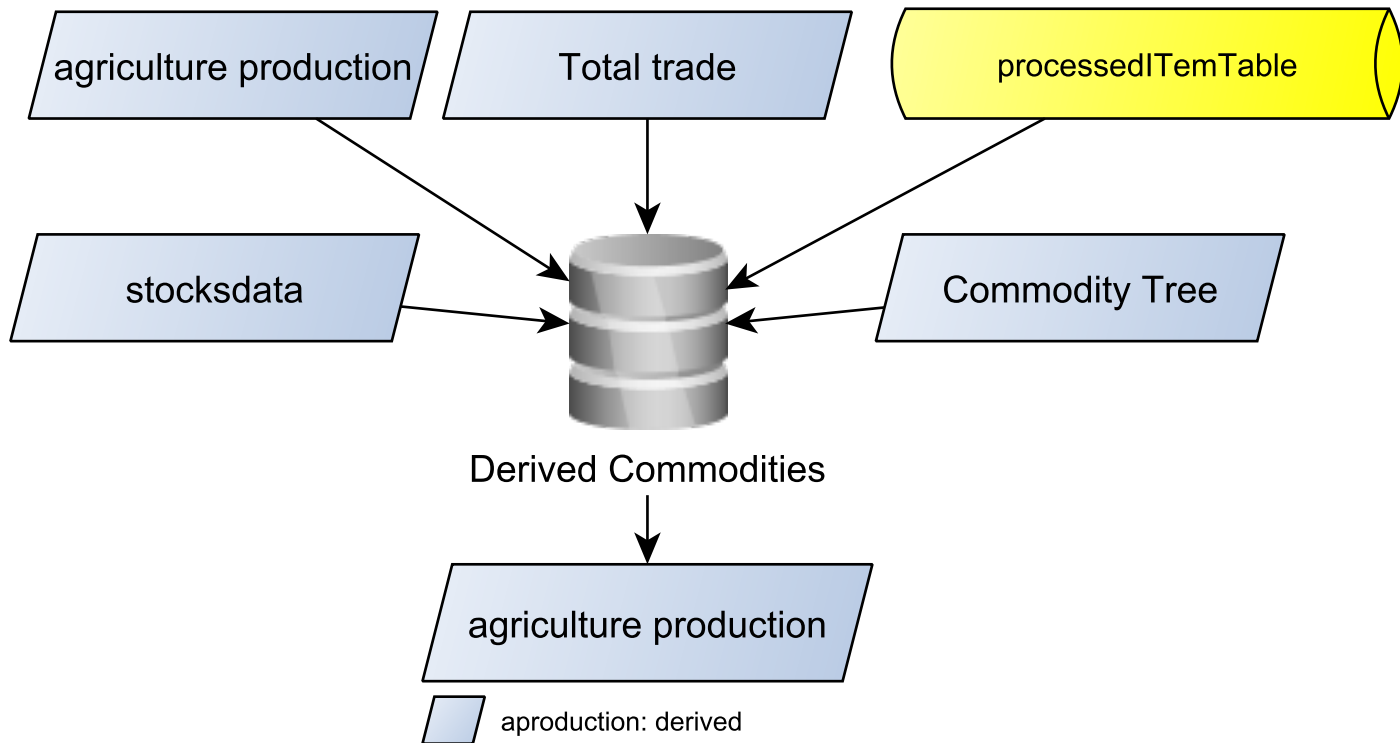 agriculture production
Total trade
processedITemTable
stocksdata
Commodity Tree
Derived Commodities
agriculture production
aproduction: derived